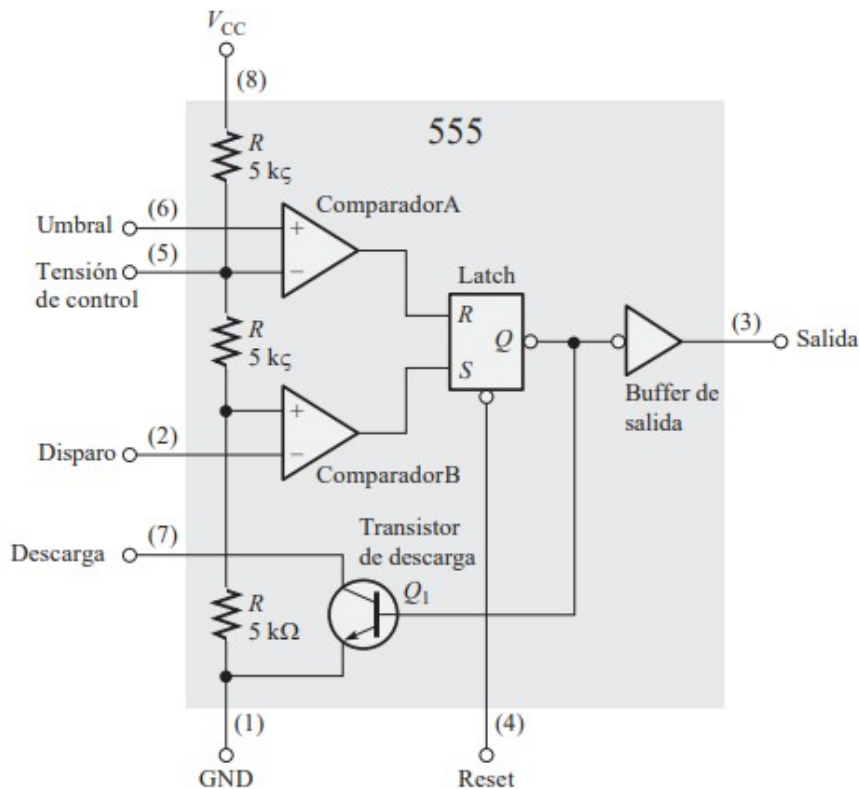 VCC
(8)
555
R
5 kς
ComparadorA
(6)
Umbral
+
(5)
Tensión
de control
−
Latch
R
Q
S
(3)
Salida
R
5 kς
Buffer de
salida
+
(2)
Disparo
−
ComparadorB
(7)
Descarga
Transistor
de descarga
Q1
R
5 kΩ
(1)
(4)
GND
Reset